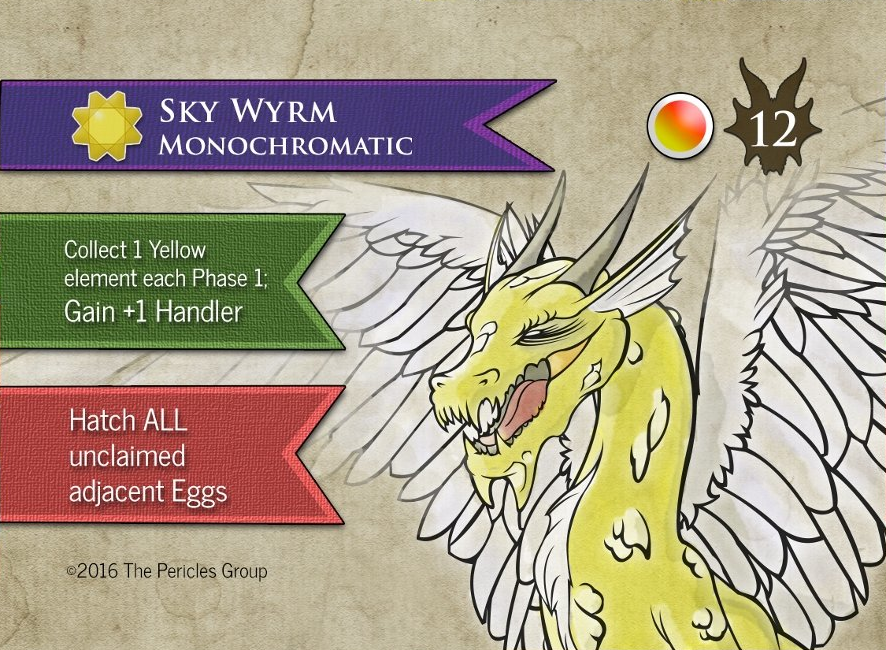 Sky Wyrm
Monochromatic
12
Collect 1 Yellow
element each Phase 1;
Gain +1 Handler
Hatch ALL
unclaimed
adjacent Eggs
©2016 The Pericles Group